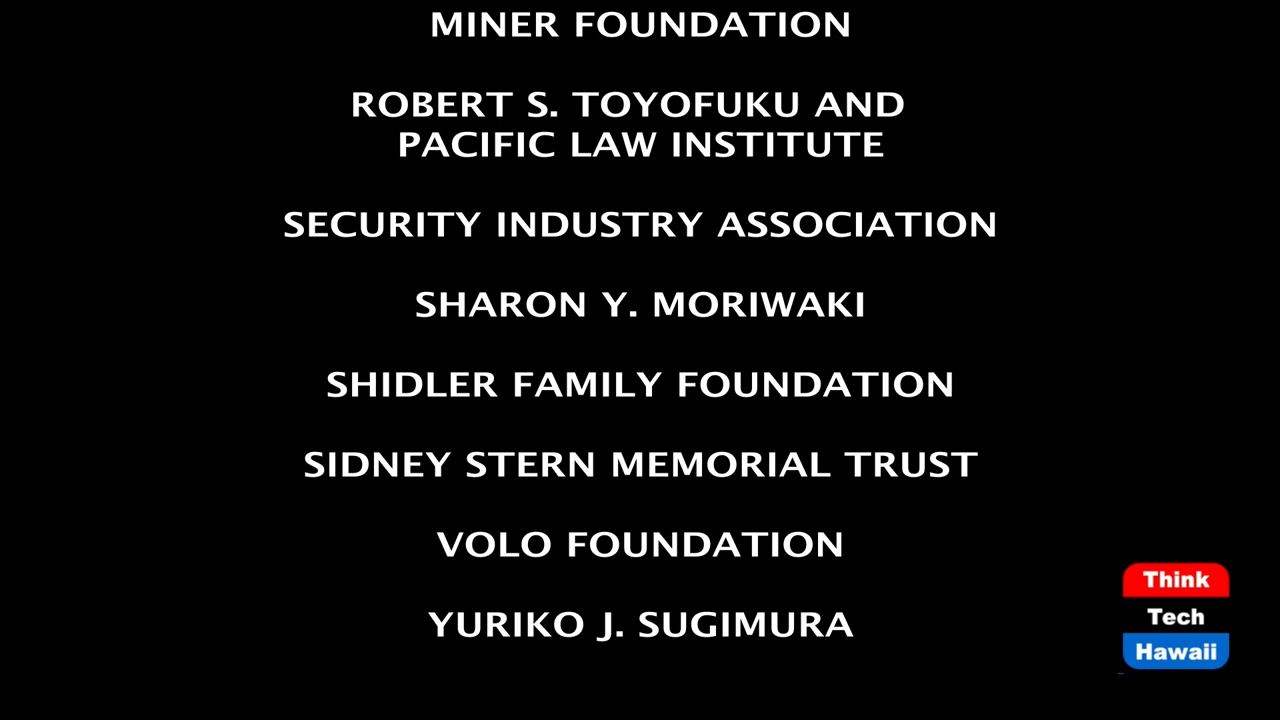 MINER FOUNDATION
ROBERT S. TOYOFUKU AND
PACIFIC LAW INSTITUTE
SECURITY INDUSTRY ASSOCIATION
SHARON Y. MORIWAKI
SHIDLER FAMILY FOUNDATION
SIDNEY STERN MEMORIAL TRUST
VOLO FOUNDATION
YURIKO J. SUGIMURA
Think
Tech
Hawaii